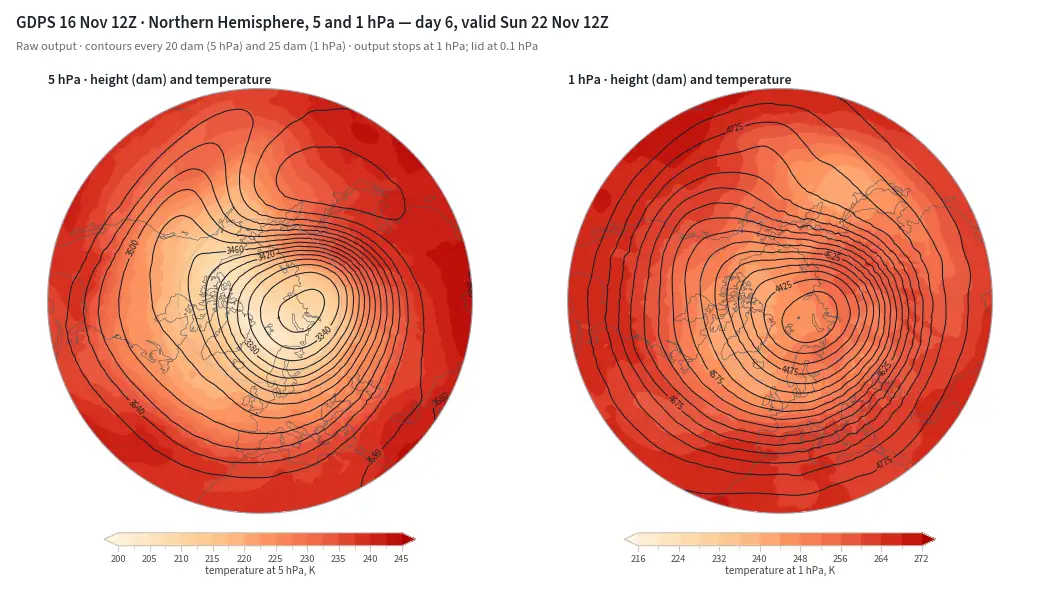 GDPS 16 Nov 12Z · Northern Hemisphere, 5 and 1 hPa — day 6, valid Sun 22 Nov 12Z
Raw output · contours every 20 dam (5 hPa) and 25 dam (1 hPa) · output stops at 1 hPa; lid at 0.1 hPa
5 hPa · height (dam) and temperature
3500
3460
3420
3380
3340
3540
3580
3580
200 205 210 215 220 225 230 235 240 245
temperature at 5 hPa, K
1 hPa · height (dam) and temperature
4725
4525
4425
4475
4575
4625
4675
4775
216 224 232 240 248 256 264 272
temperature at 1 hPa, K